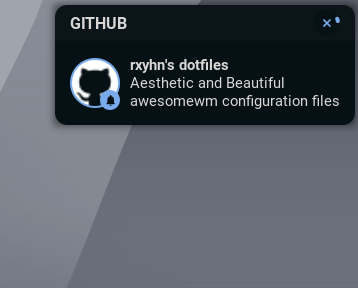 GITHUB
rxyhn's dotfiles
Aesthetic and Beautiful
awesomewm configuration files